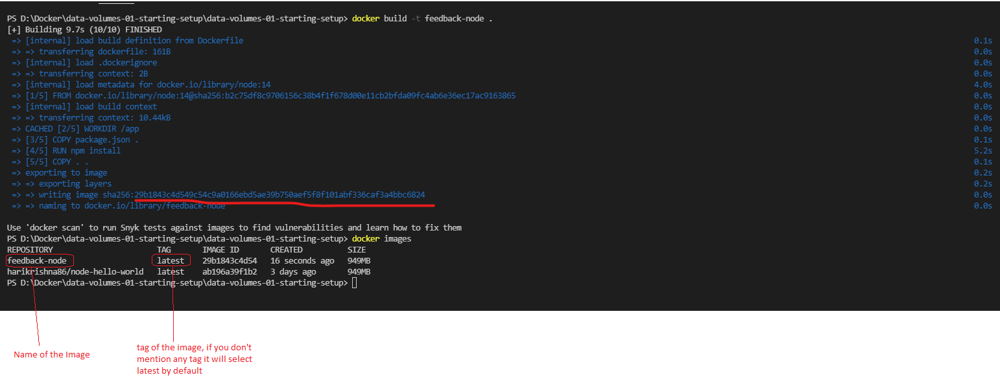 PS D:\Docker\data-volumes-01-starting-setup\data-volumes-01-starting-setup> docker build -t feedback-node .
[+] Building 9.7s (10/10) FINISHED
=> [internal] load build definition from Dockerfile 0.1s
=> => transferring dockerfile: 161B 0.0s
=> [internal] load .dockerignore 0.0s
=> => transferring context: 2B 0.0s
=> [internal] load metadata for docker.io/library/node:14 4.0s
=> [1/5] FROM docker.io/library/node:14@sha256:b2c75df8c9706156c38b4f1f678d00e11cb2bfda09fc4ab6e36ec17ac9163865 0.0s
=> [internal] load build context 0.0s
=> => transferring context: 10.44kB 0.0s
=> CACHED [2/5] WORKDIR /app 0.0s
=> [3/5] COPY package.json . 0.1s
=> [4/5] RUN npm install 5.2s
=> [5/5] COPY . . 0.1s
=> exporting to image 0.2s
=> => exporting layers 0.2s
=> => writing image sha256:29b1843c4d549c54c9a0166ebd5ae39b750aef5f8f101abf336caf3a4bbc6824 0.0s
=> => naming to docker.io/library/feedback-node 0.0s
Use 'docker scan' to run Snyk tests against images to find vulnerabilities and learn how to fix them
PS D:\Docker\data-volumes-01-starting-setup\data-volumes-01-starting-setup> docker images
REPOSITORY TAG IMAGE ID CREATED SIZE
feedback-node latest 29b1843c4d54 16 seconds ago 949MB
harikrishna86/node-hello-world latest ab196a39f1b2 3 days ago 949MB
PS D:\Docker\data-volumes-01-starting-setup\data-volumes-01-starting-setup>
Name of the Image
tag of the image, if you don't
mention any tag it will select
latest by default